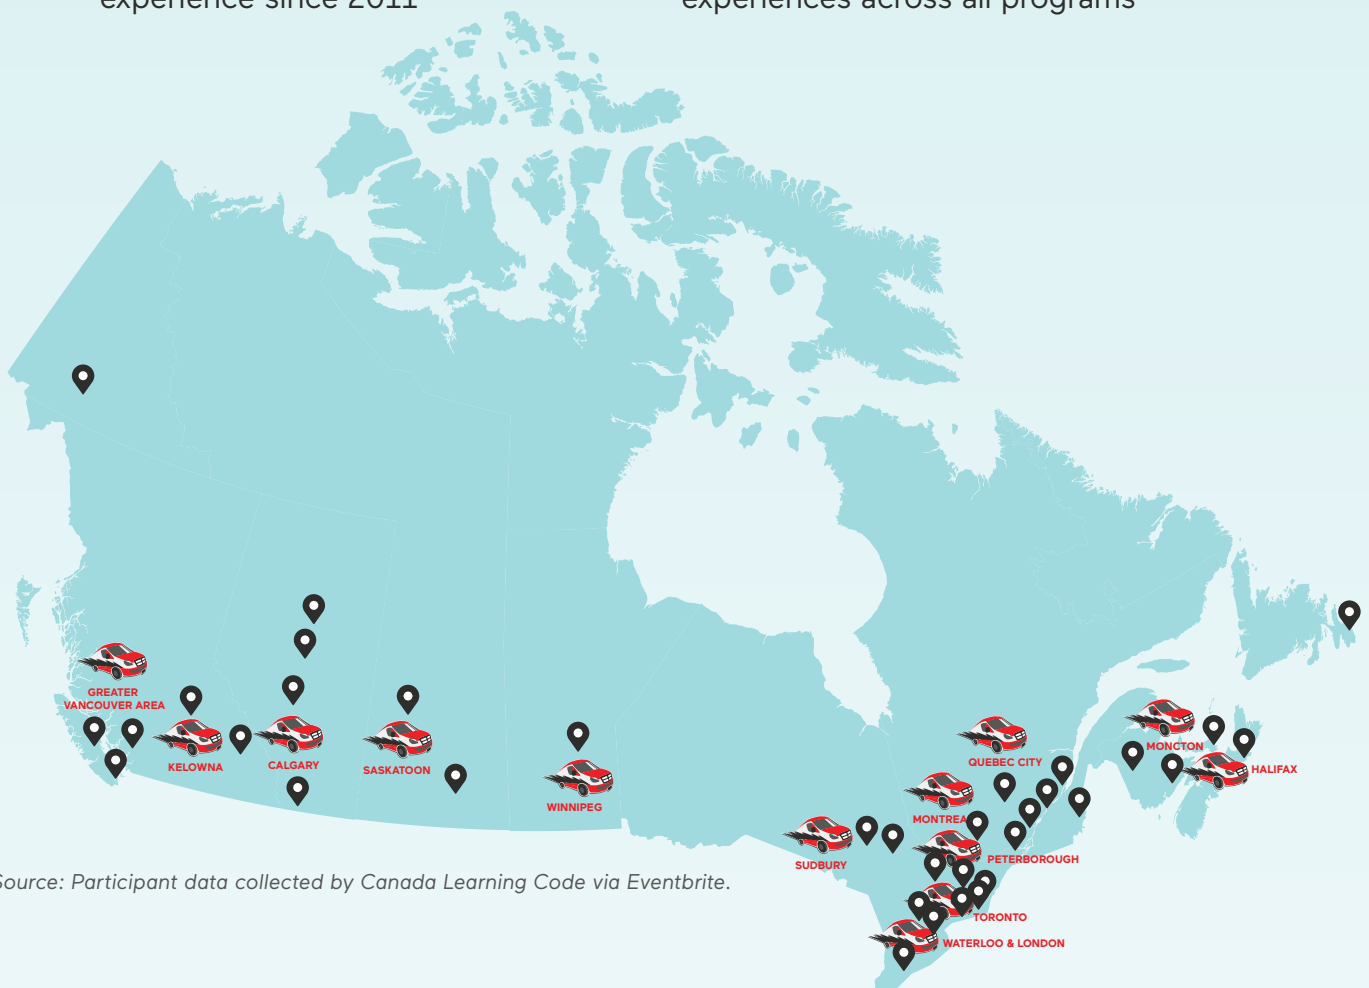 experience since 2011
experiences across all programs
GREATER
VANCOUVER AREA
KELOWNA
CALGARY
SASKATOON
WINNIPEG
SUDBURY
QUEBEC CITY
MONTREA
PETERBOROUGH
TORONTO
WATERLOO & LONDON
MONCTON
HALIFAX
Source: Participant data collected by Canada Learning Code via Eventbrite.